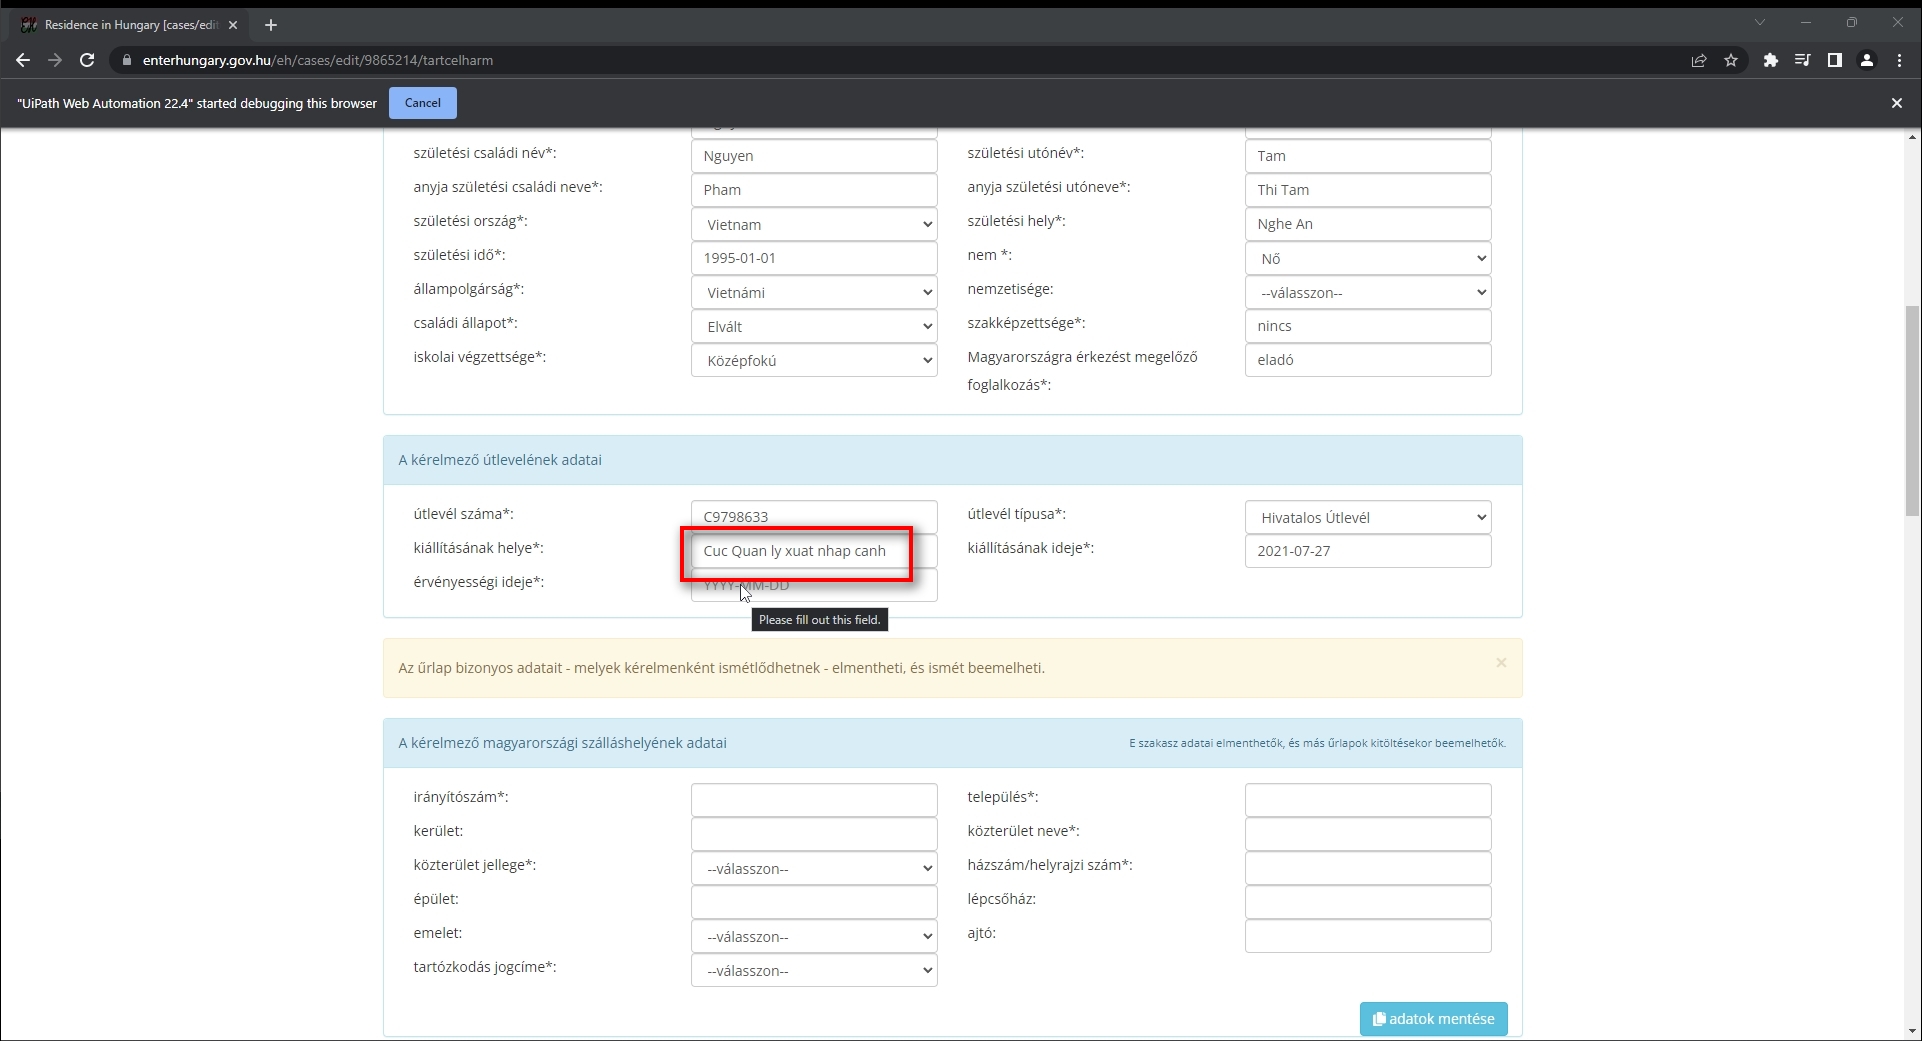 Residence in Hungary [cases/edit
enterhungary.gov.hu/eh/cases/edit/9865214/tartcelharm
"UiPath Web Automation 22.4" started debugging this browser
Cancel
születési családi név*:
Nguyen
születési utónév*:
Tam
anyja születési családi neve*:
Pham
anyja születési utóneve*:
Thi Tam
születési ország*:
Vietnam
születési hely*:
Nghe An
születési idő*:
1995-01-01
nem *:
Nő
állampolgárság*:
Vietnámi
nemzetisége:
--válasszon--
családi állapot*:
Elvált
szakképzettsége*:
nincs
iskolai végzettsége*:
Középfokú
Magyarországra érkezést megelőző
foglalkozás*:
eladó
A kérelmező útlevelének adatai
útlevél száma*:
C9798633
útlevél típusa*:
Hivatalos Útlevél
kiállításának helye*:
Cuc Quan ly xuat nhap canh
kiállításának ideje*:
2021-07-27
érvényességi ideje*:
YYYY-MM-DD
Please fill out this field.
Az űrlap bizonyos adatait - melyek kérelmenként ismétlődhetnek - elmentheti, és ismét beemelheti.
A kérelmező magyarországi szálláshelyének adatai
E szakasz adatai elmenthetők, és más űrlapok kitöltésekor beemelhetők.
irányítószám*:
település*:
kerület:
közterület neve*:
közterület jellege*:
--válasszon--
házszám/helyrajzi szám*:
épület:
lépcsőház:
emelet:
--válasszon--
ajtó:
tartózkodás jogcíme*:
--válasszon--
adatok mentése